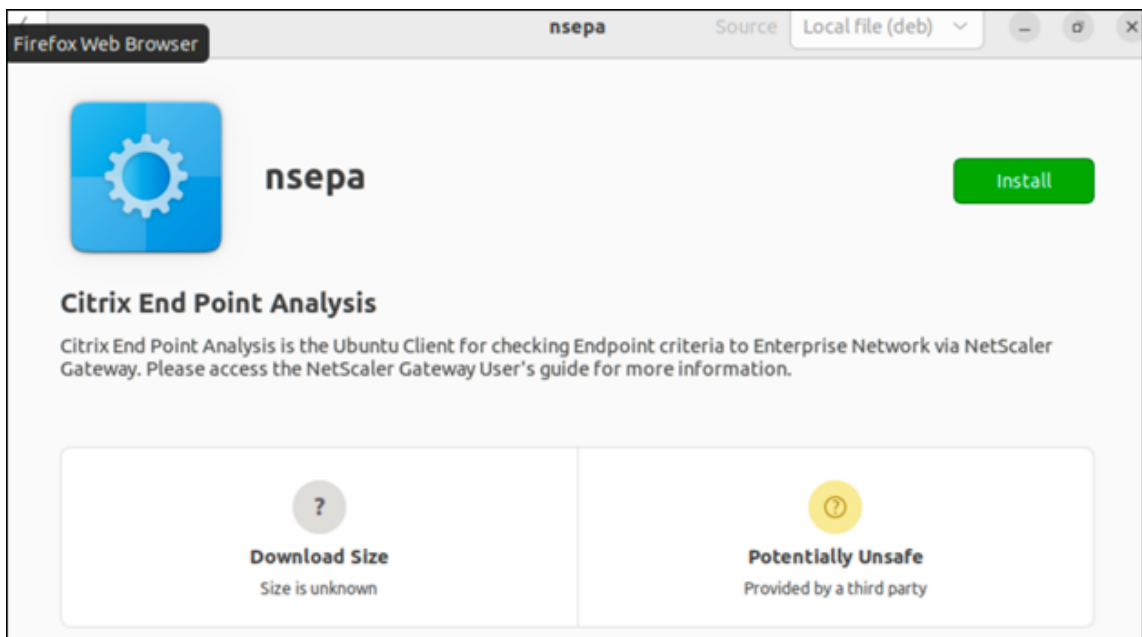 nsepa
Source
Local file (deb)
Firefox Web Browser
nsepa
Install
Citrix End Point Analysis
Citrix End Point Analysis is the Ubuntu Client for checking Endpoint criteria to Enterprise Network via NetScaler
Gateway. Please access the NetScaler Gateway User's guide for more information.
?
Download Size
Size is unknown
?
Potentially Unsafe
Provided by a third party